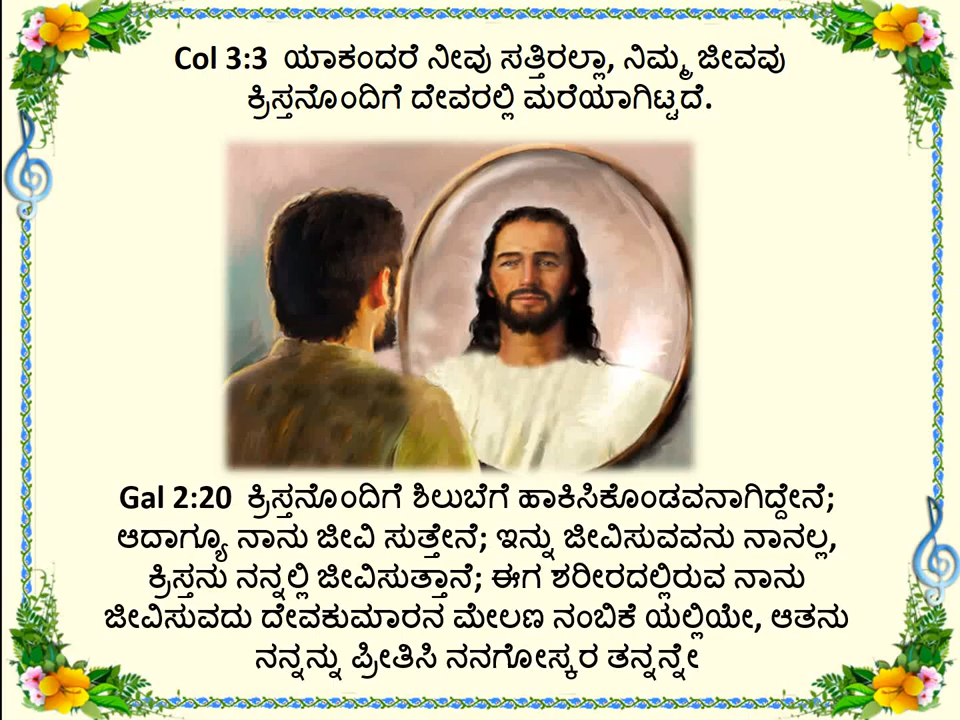 Col 3:3 ಯಾಕಂದರೆ ನೀವು ಸತ್ತಿರಲ್ಲಾ, ನಿಮ್ಮ ಜೀವವು
ಕ್ರಿಸ್ತನೊಂದಿಗೆ ದೇವರಲ್ಲಿ ಮರೆಯಾಗಿಟ್ಟದೆ.
Gal 2:20 ಕ್ರಿಸ್ತನೊಂದಿಗೆ ಶಿಲುಬೆಗೆ ಹಾಕಿಸಿಕೊಂಡವನಾಗಿದ್ದೇನೆ;
ಆದಾಗ್ಯೂ ನಾನು ಜೀವಿ ಸುತ್ತೇನೆ; ಇನ್ನು ಜೀವಿಸುವವನು ನಾನಲ್ಲ,
ಕ್ರಿಸ್ತನು ನನ್ನಲ್ಲಿ ಜೀವಿಸುತ್ತಾನೆ; ಈಗ ಶರೀರದಲ್ಲಿರುವ ನಾನು
ಜೀವಿಸುವದು ದೇವಕುಮಾರನ ಮೇಲಣ ನಂಬಿಕೆ ಯಲ್ಲಿಯೇ, ಆತನು
ನನ್ನನ್ನು ಪ್ರೀತಿಸಿ ನನಗೋಸ್ಕರ ತನ್ನನ್ನೇ